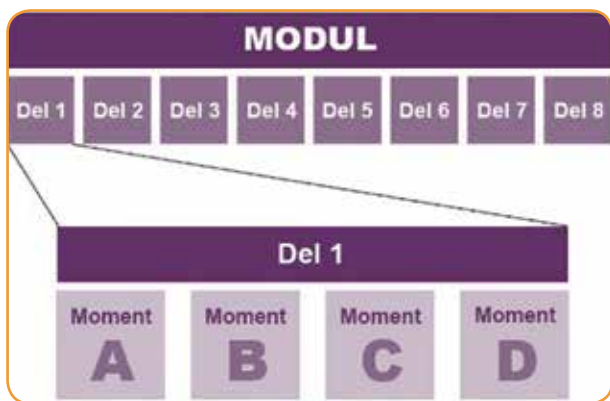 MODUL
Del 1 Del 2 Del 3 Del 4 Del 5 Del 6 Del 7 Del 8
Del 1
Moment Moment Moment Moment
A B C D